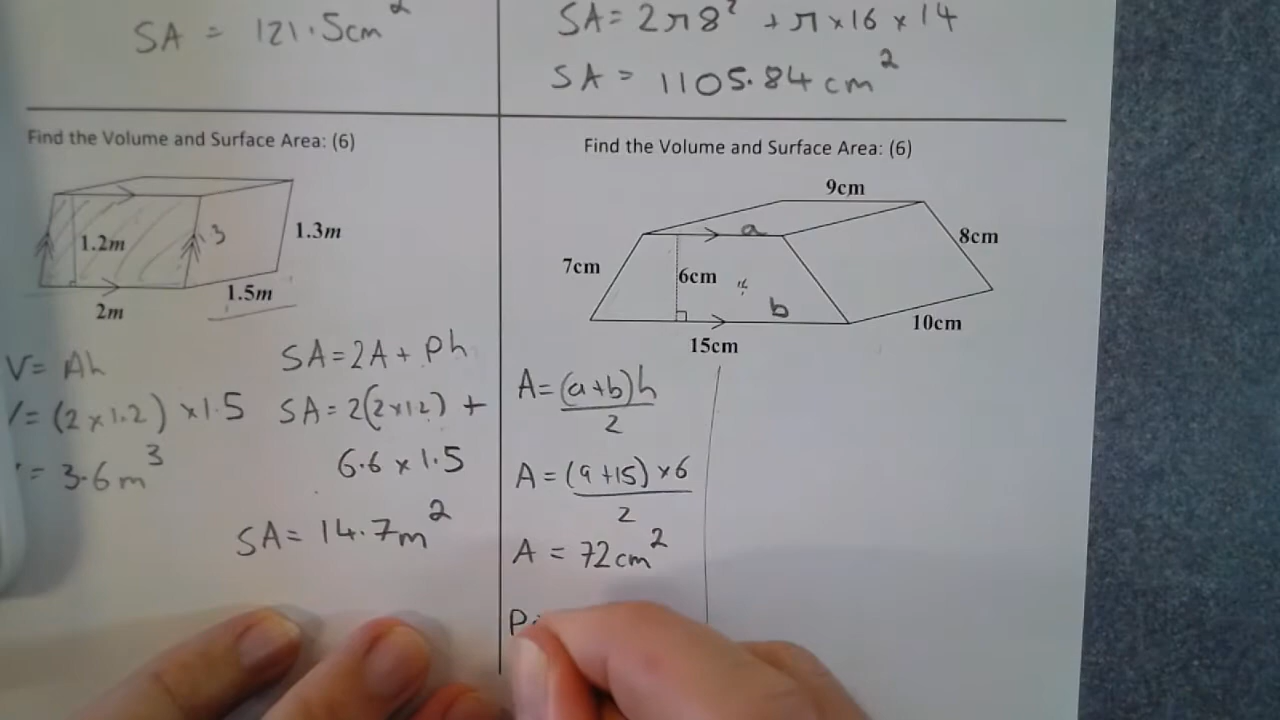 SA = 121.5cm²
SA = 2π8² + π×16×14
SA = 1105.84 cm²
Find the Volume and Surface Area: (6)
1.2m
3
1.3m
1.5m
2m
V = Ah
V = (2×1.2) ×1.5
= 3.6m³
SA = 2A + Ph
SA = 2(2×1.2) +
6.6 × 1.5
SA = 14.7m²
Find the Volume and Surface Area: (6)
9cm
a
8cm
7cm
6cm
b
10cm
15cm
A = (a+b)h
2
A = (9+15)×6
2
A = 72cm²
P